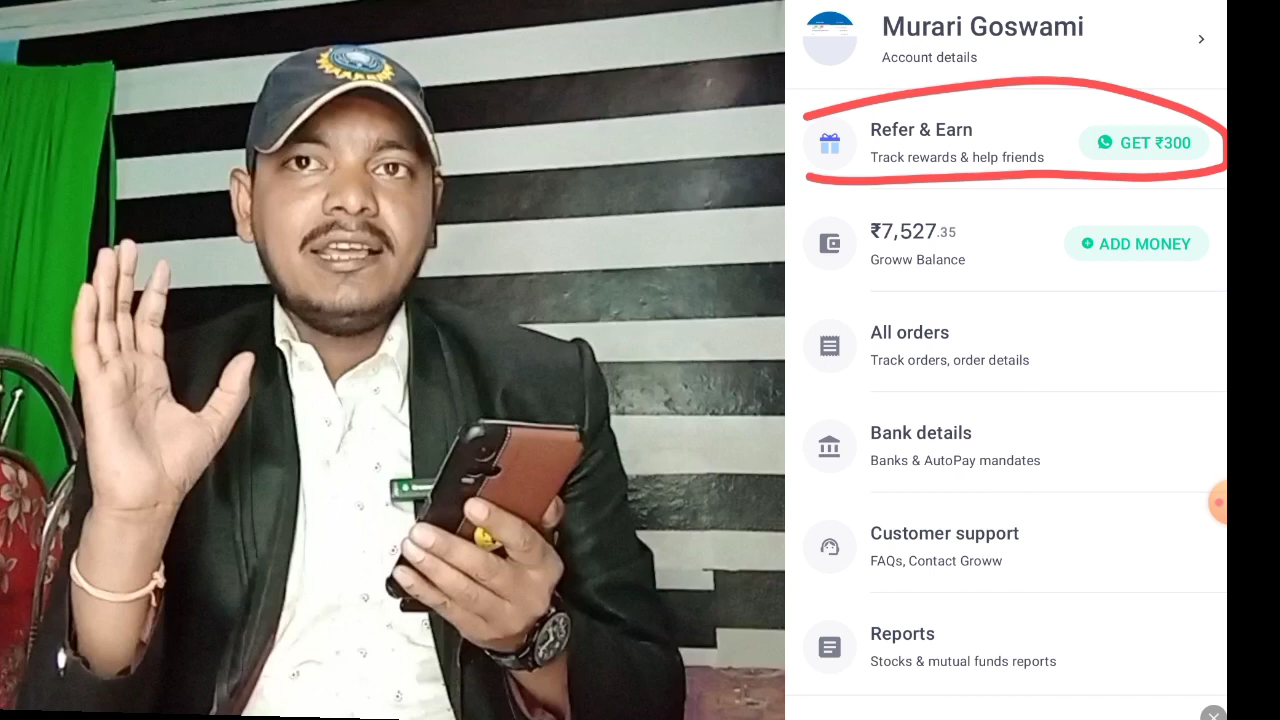 Murari Goswami
Account details
Refer & Earn
GET ₹300
Track rewards & help friends
₹7,527.35
ADD MONEY
Groww Balance
All orders
Track orders, order details
Bank details
Banks & AutoPay mandates
Customer support
FAQs, Contact Groww
Reports
Stocks & mutual funds reports